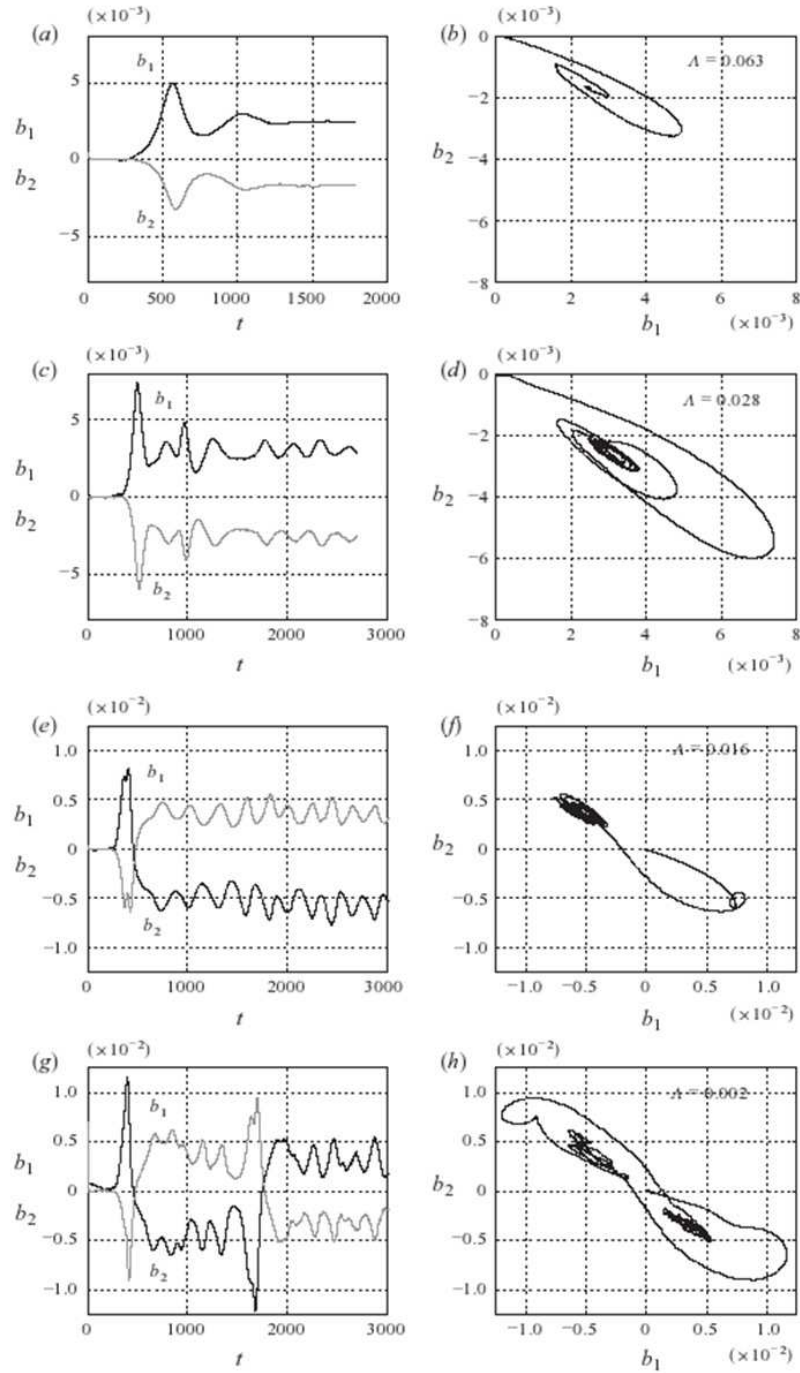 (a) (×10⁻³)
b₁
5
b₁
0
b₂
b₂
−5
0 500 1000 1500 2000
t
(b) (×10⁻³)
0
Λ = 0.063
−2
b₂ −4
−6
−8
0 2 4 6 8
b₁ (×10⁻³)
(c) (×10⁻³)
b₁
5
b₁
0
b₂
−5
b₂
0 1000 2000 3000
t
(d) (×10⁻³)
0
Λ = 0.028
−2
b₂ −4
−6
−8
0 2 4 6 8
b₁ (×10⁻³)
(e) (×10⁻²)
1.0
b₁
0.5
b₁
0
b₂
−0.5
b₂
−1.0
0 1000 2000 3000
t
(f) (×10⁻²)
1.0 Λ = 0.016
0.5
b₂ 0
−0.5
−1.0
−1.0 −0.5 0 0.5 1.0
b₁ (×10⁻²)
(g) (×10⁻²)
1.0
b₁
0.5
b₁
0
b₂
−0.5
b₂
−1.0
0 1000 2000 3000
t
(h) (×10⁻²)
1.0 Λ = 0.002
0.5
b₂ 0
−0.5
−1.0
−1.0 −0.5 0 0.5 1.0
b₁ (×10⁻²)